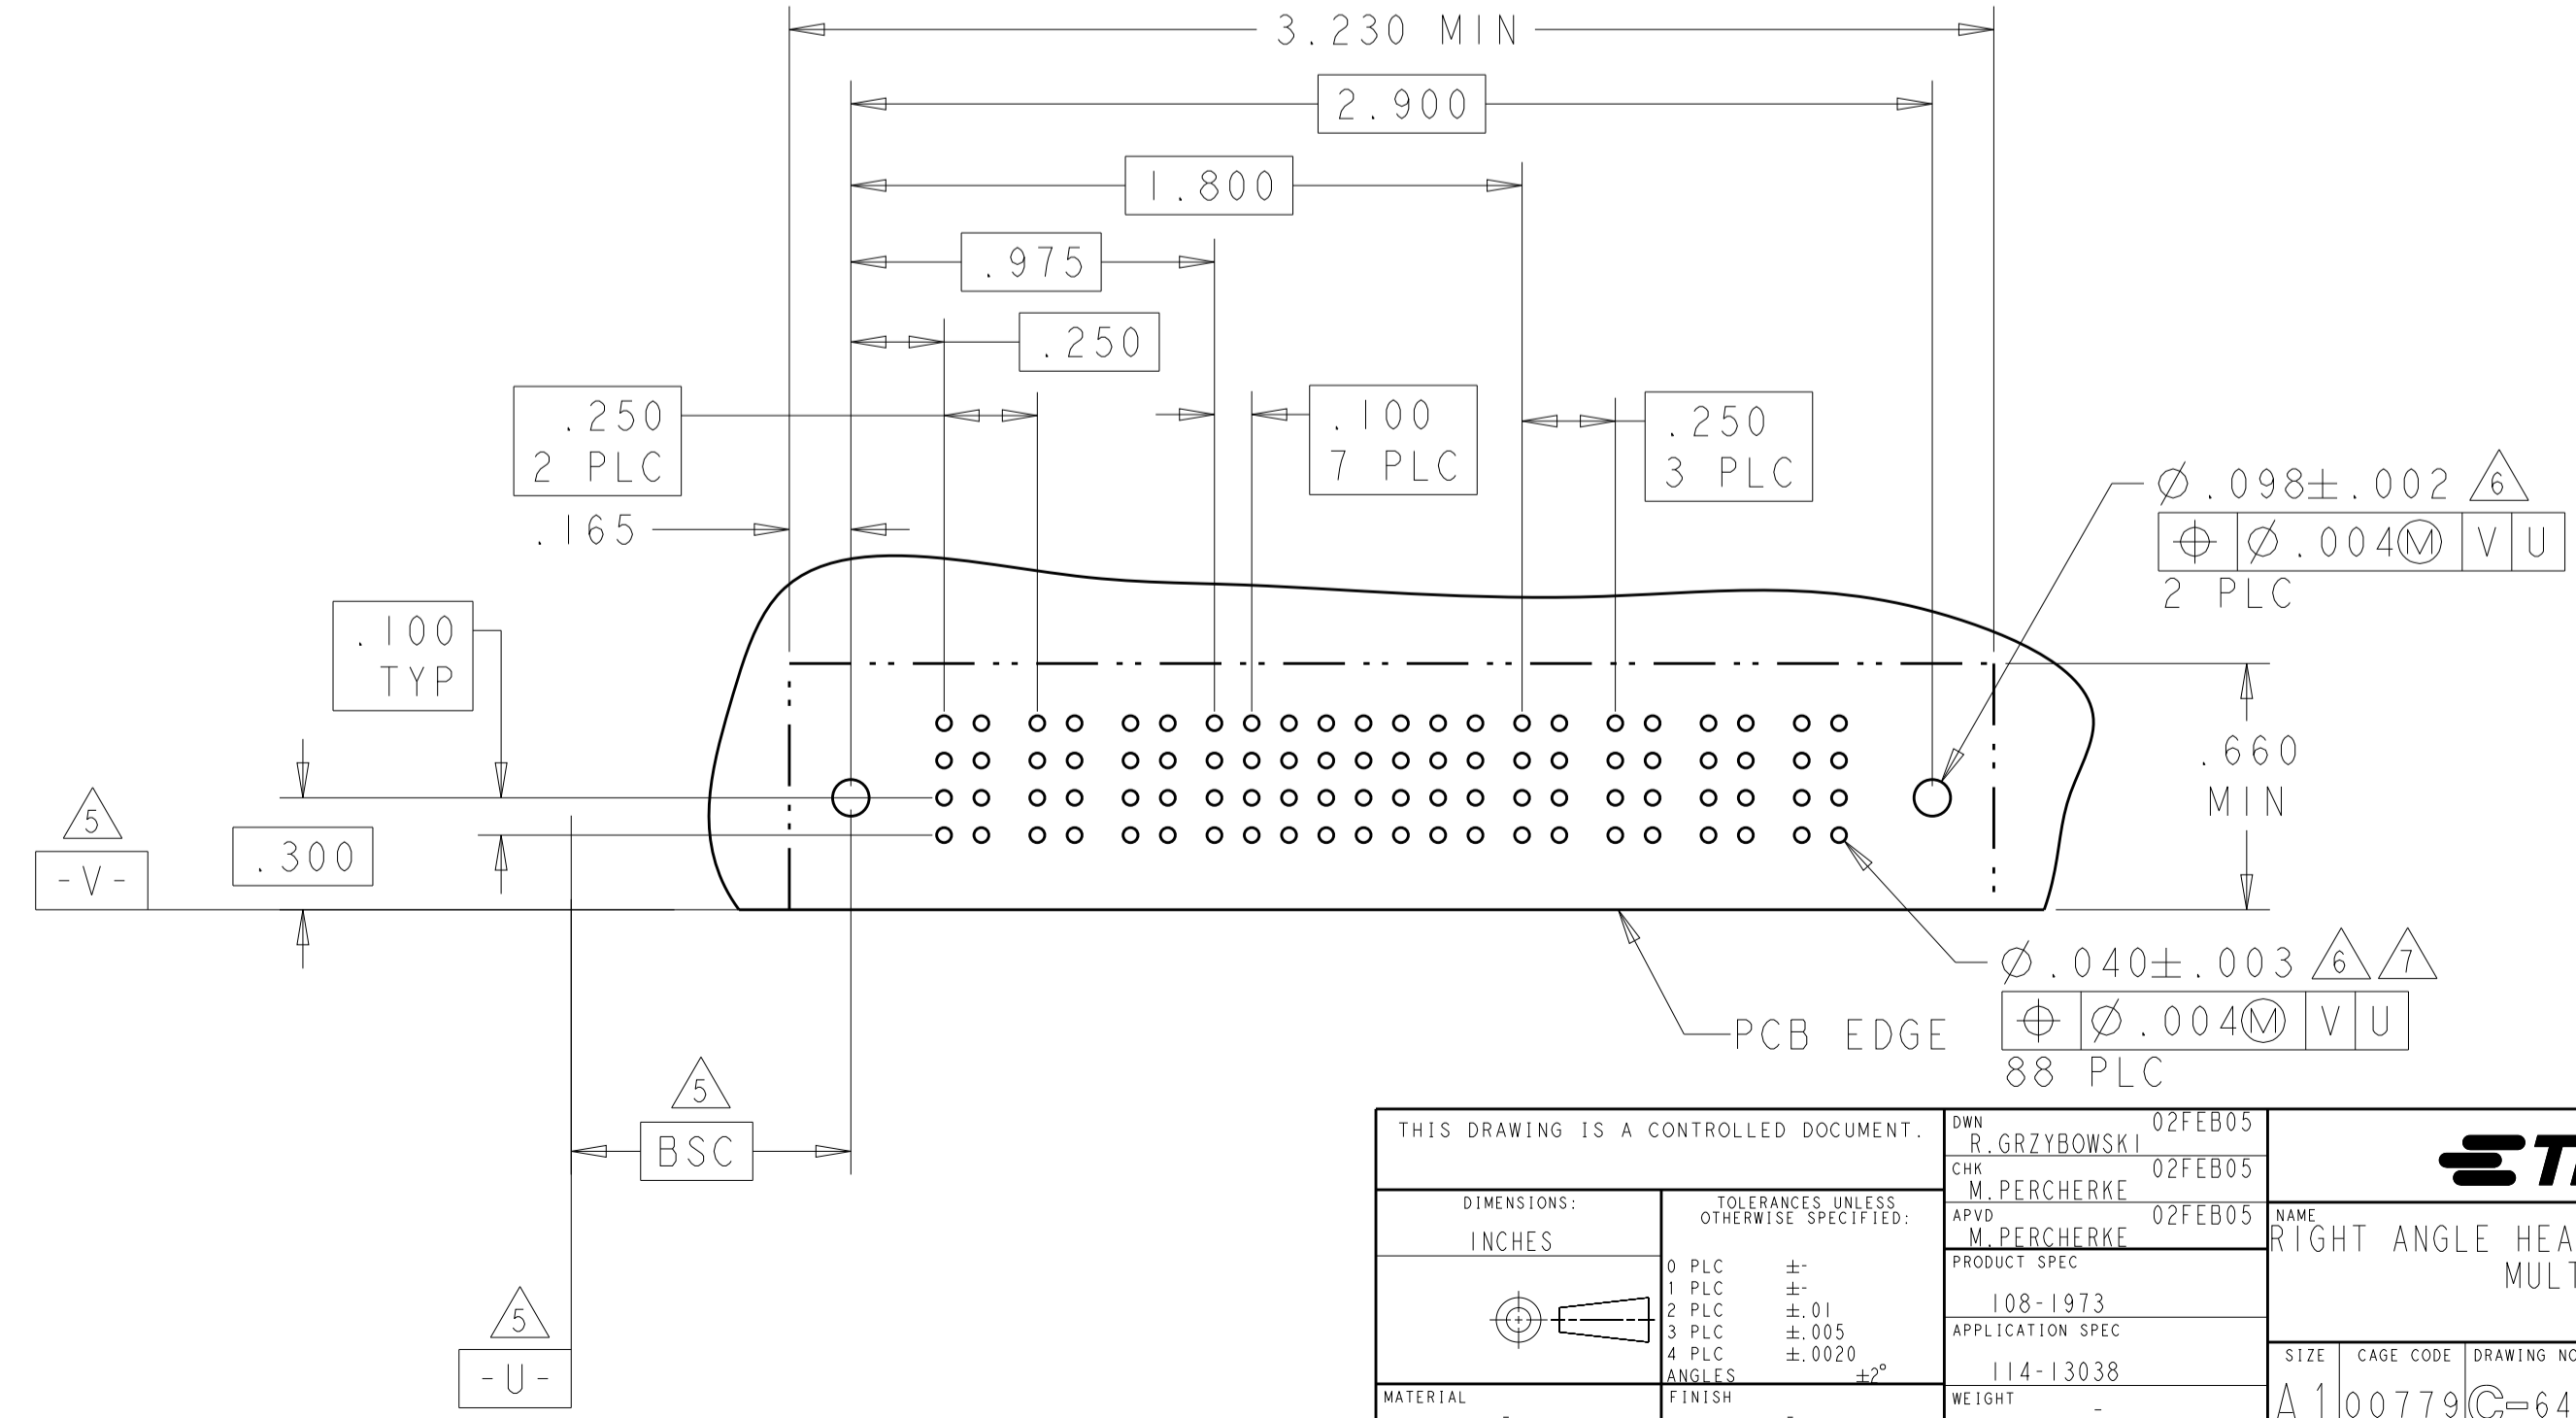 3.230 MIN
2.900
1.800
.975
.250
.250
2 PLC
.100
7 PLC
.250
3 PLC
.165
Ø.098±.002 6
⌖ Ø.004Ⓜ V U
2 PLC
.100
TYP
.660
MIN
5
-V-
.300
Ø.040±.003 6 7
⌖ Ø.004Ⓜ V U
88 PLC
PCB EDGE
5
BSC
5
-U-
THIS DRAWING IS A CONTROLLED DOCUMENT.
DIMENSIONS:
INCHES
TOLERANCES UNLESS
OTHERWISE SPECIFIED:
0 PLC ±-
1 PLC ±-
2 PLC ±.01
3 PLC ±.005
4 PLC ±.0020
ANGLES ±2°
MATERIAL
-
FINISH
-
DWN 02FEB05
R.GRZYBOWSKI
CHK 02FEB05
M.PERCHERKE
APVD 02FEB05
M.PERCHERKE
PRODUCT SPEC
108-1973
APPLICATION SPEC
114-13038
WEIGHT
-
NAME
RIGHT ANGLE
SIZE
A1
CAGE CODE
00779
DRAWING